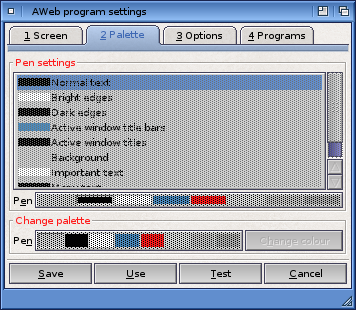 AWeb program settings
1 Screen 2 Palette 3 Options 4 Programs
Pen settings
Normal text
Bright edges
Dark edges
Active window title bars
Active window titles
Background
Important text
Menu text
Pen
Change palette
Pen Change colour
Save Use Test Cancel